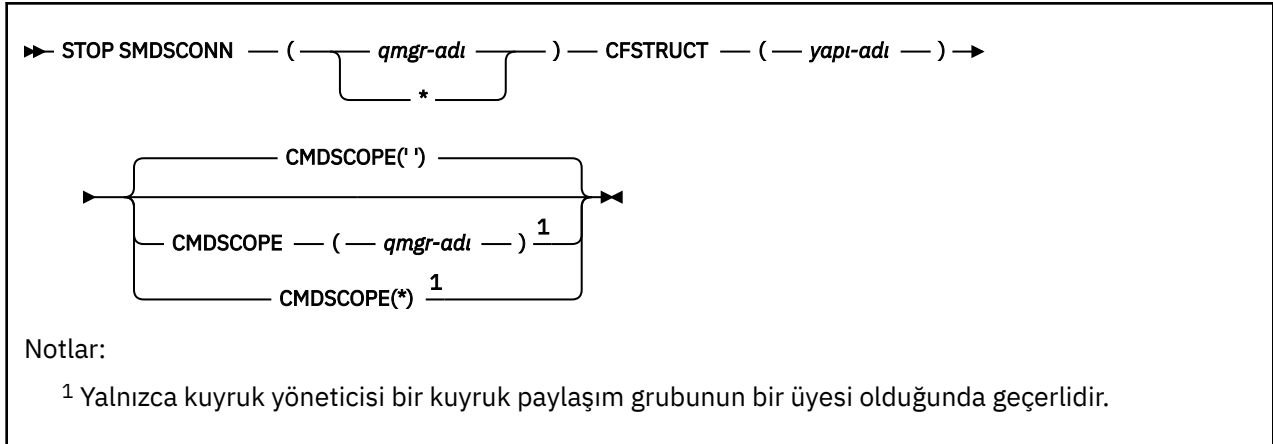 STOP SMDSCONN ( qmgr-adı ) CFSTRUCT ( yapı-adı )
*
CMDSCOPE(' ')
CMDSCOPE ( qmgr-adı ) 1
CMDSCOPE(*) 1
Notlar:
1 Yalnızca kuyruk yöneticisi bir kuyruk paylaşım grubunun bir üyesi olduğunda geçerlidir.